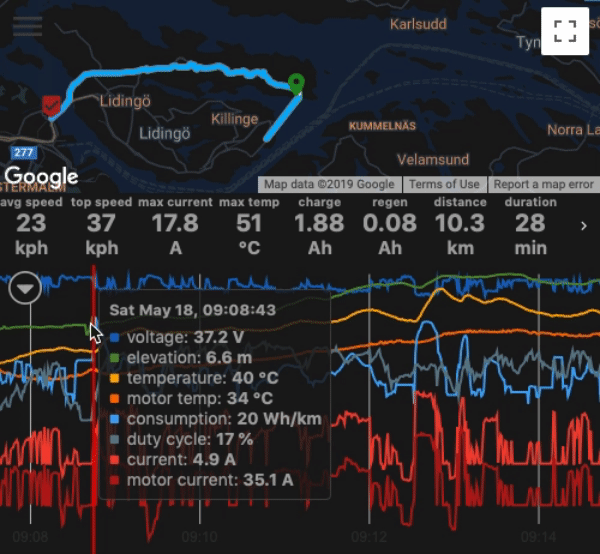 Karlsudd
Tyn
Lidingö
Killinge
Lidingö
KUMMELNÄS
Norra La
277
Velamsund
Google
STERMALM
Map data ©2019 Google
Terms of Use
Report a map error
avg speed top speed max current max temp charge regen distance duration
23 37 17.8 51 1.88 0.08 10.3 28 ›
kph kph A °C Ah Ah km min
Sat May 18, 09:08:43
voltage: 37.2 V
elevation: 6.6 m
temperature: 40 °C
motor temp: 34 °C
consumption: 20 Wh/km
duty cycle: 17 %
current: 4.9 A
motor current: 35.1 A
09:08 09:10 09:12 09:14